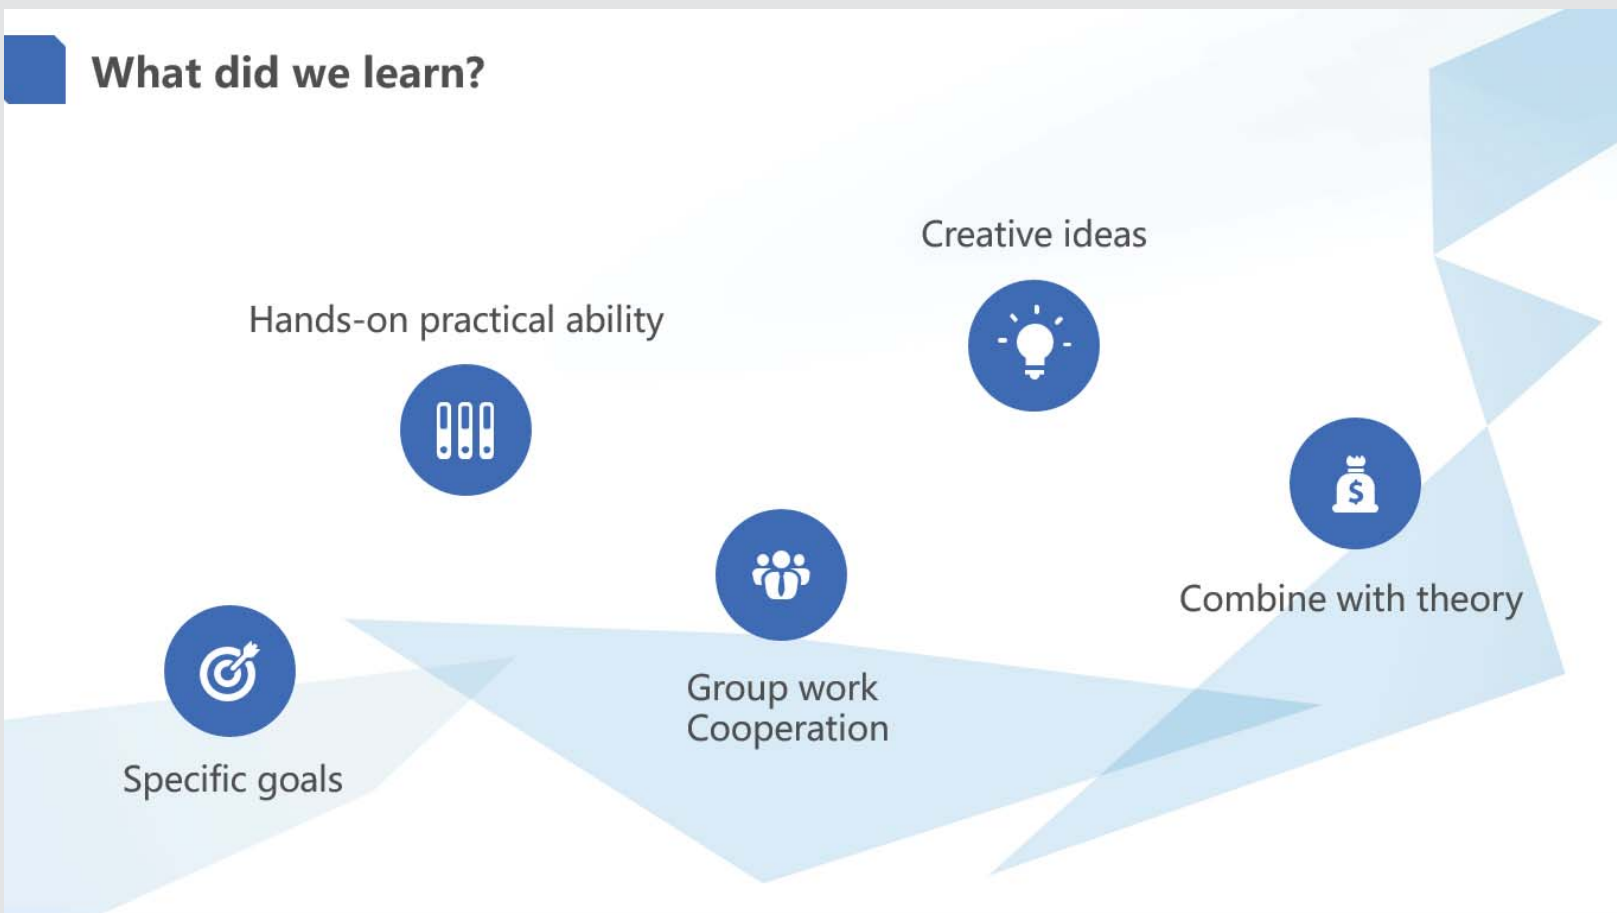 What did we learn?
Creative ideas
Hands-on practical ability
$
Combine with theory
Group work
Cooperation
Specific goals